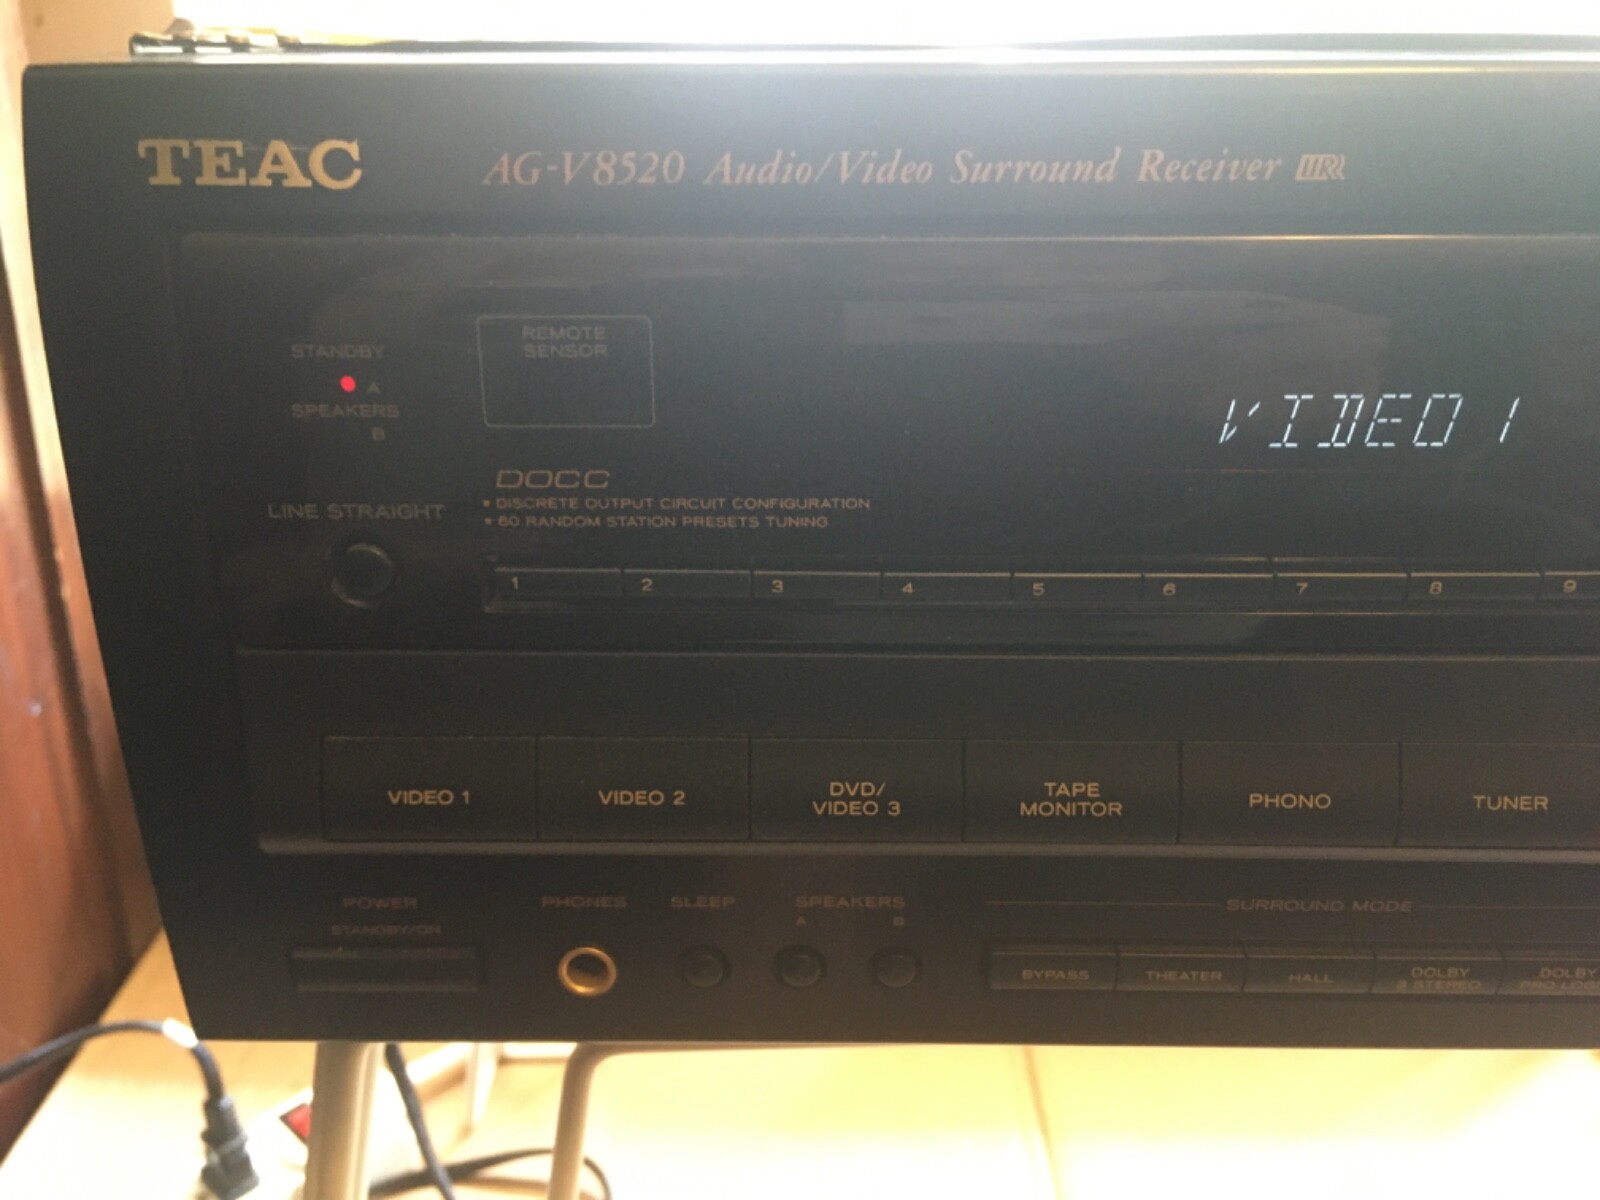 TEAC AG-V8520 Audio/Video Surround Receiver
REMOTE
SENSOR
STANDBY
A
SPEAKERS
B
VIDEO 1
DOCC
• DISCRETE OUTPUT CIRCUIT CONFIGURATION
• 60 RANDOM STATION PRESETS TUNING
LINE STRAIGHT
1 2 3 4 5 6 7 8 9
VIDEO 1
VIDEO 2
DVD/
VIDEO 3
TAPE
MONITOR
PHONO
TUNER
POWER
STANDBY/ON
PHONES
SLEEP
SPEAKERS
A B
SURROUND MODE
BYPASS
THEATER
HALL
DOLBY
3 STEREO
DOLBY
PRO LOGI